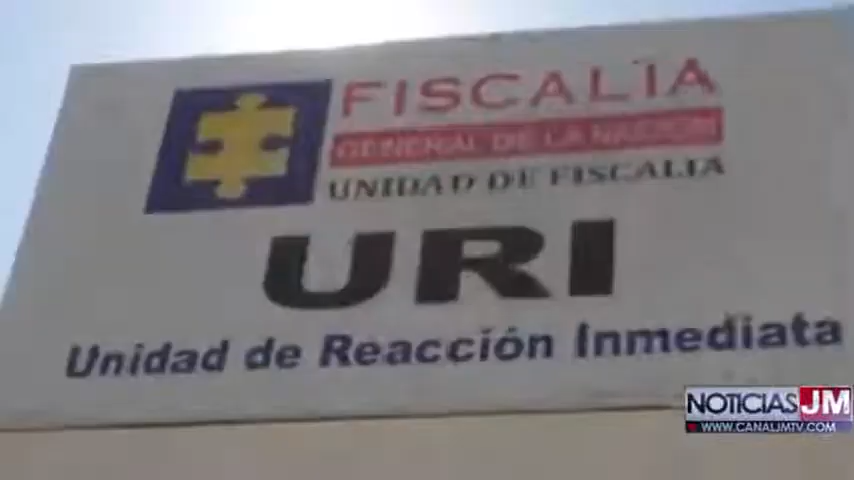 FISCALIA
GENERAL DE LA NACION
UNIDAD DE FISCALIA
URI
Unidad de Reacción Inmediata
NOTICIAS JM
WWW.CANALJMTV.COM